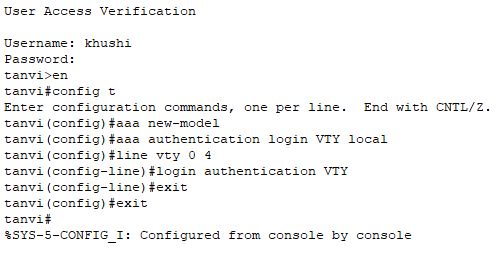 User Access Verification
Username: khushi
Password:
tanvi>en
tanvi#config t
Enter configuration commands, one per line.  End with CNTL/Z.
tanvi(config)#aaa new-model
tanvi(config)#aaa authentication login VTY local
tanvi(config)#line vty 0 4
tanvi(config-line)#login authentication VTY
tanvi(config-line)#exit
tanvi(config)#exit
tanvi#
%SYS-5-CONFIG_I: Configured from console by console